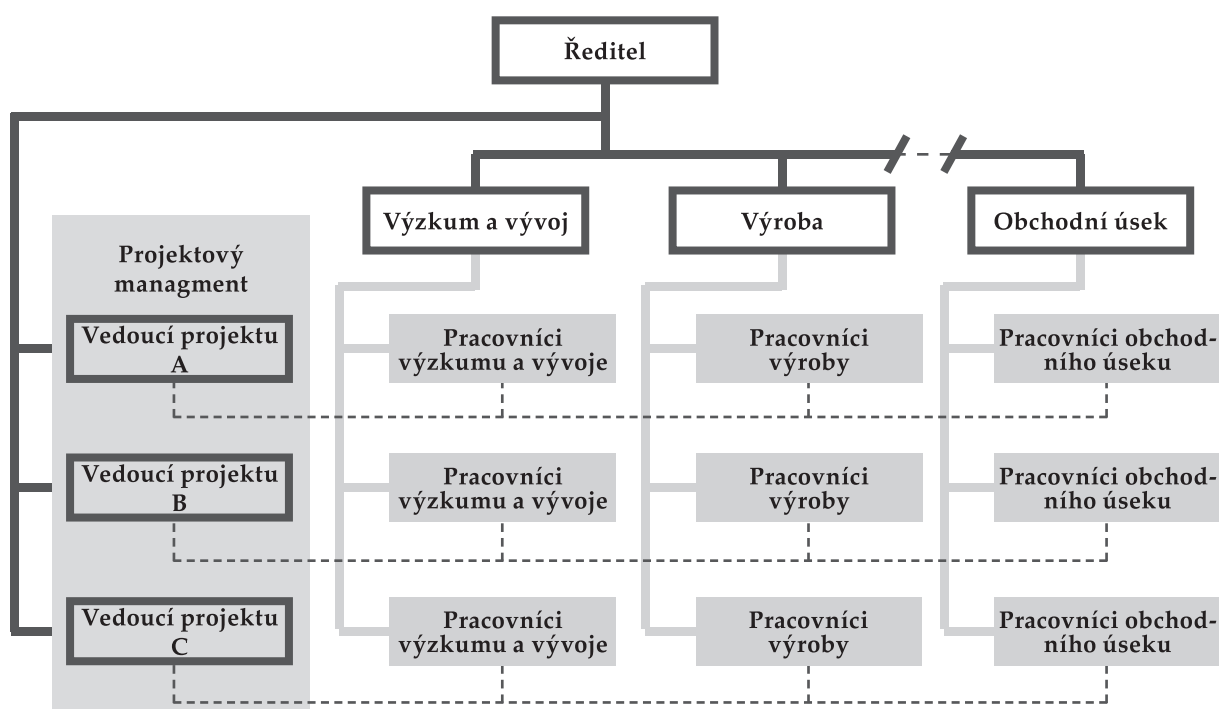 Ředitel
Výzkum a vývoj
Výroba
Obchodní úsek
Projektový
managment
Vedoucí projektu
A
Pracovníci
výzkumu a vývoje
Pracovníci
výroby
Pracovníci obchod-
ního úseku
Vedoucí projektu
B
Pracovníci
výzkumu a vývoje
Pracovníci
výroby
Pracovníci obchod-
ního úseku
Vedoucí projektu
C
Pracovníci
výzkumu a vývoje
Pracovníci
výroby
Pracovníci obchod-
ního úseku